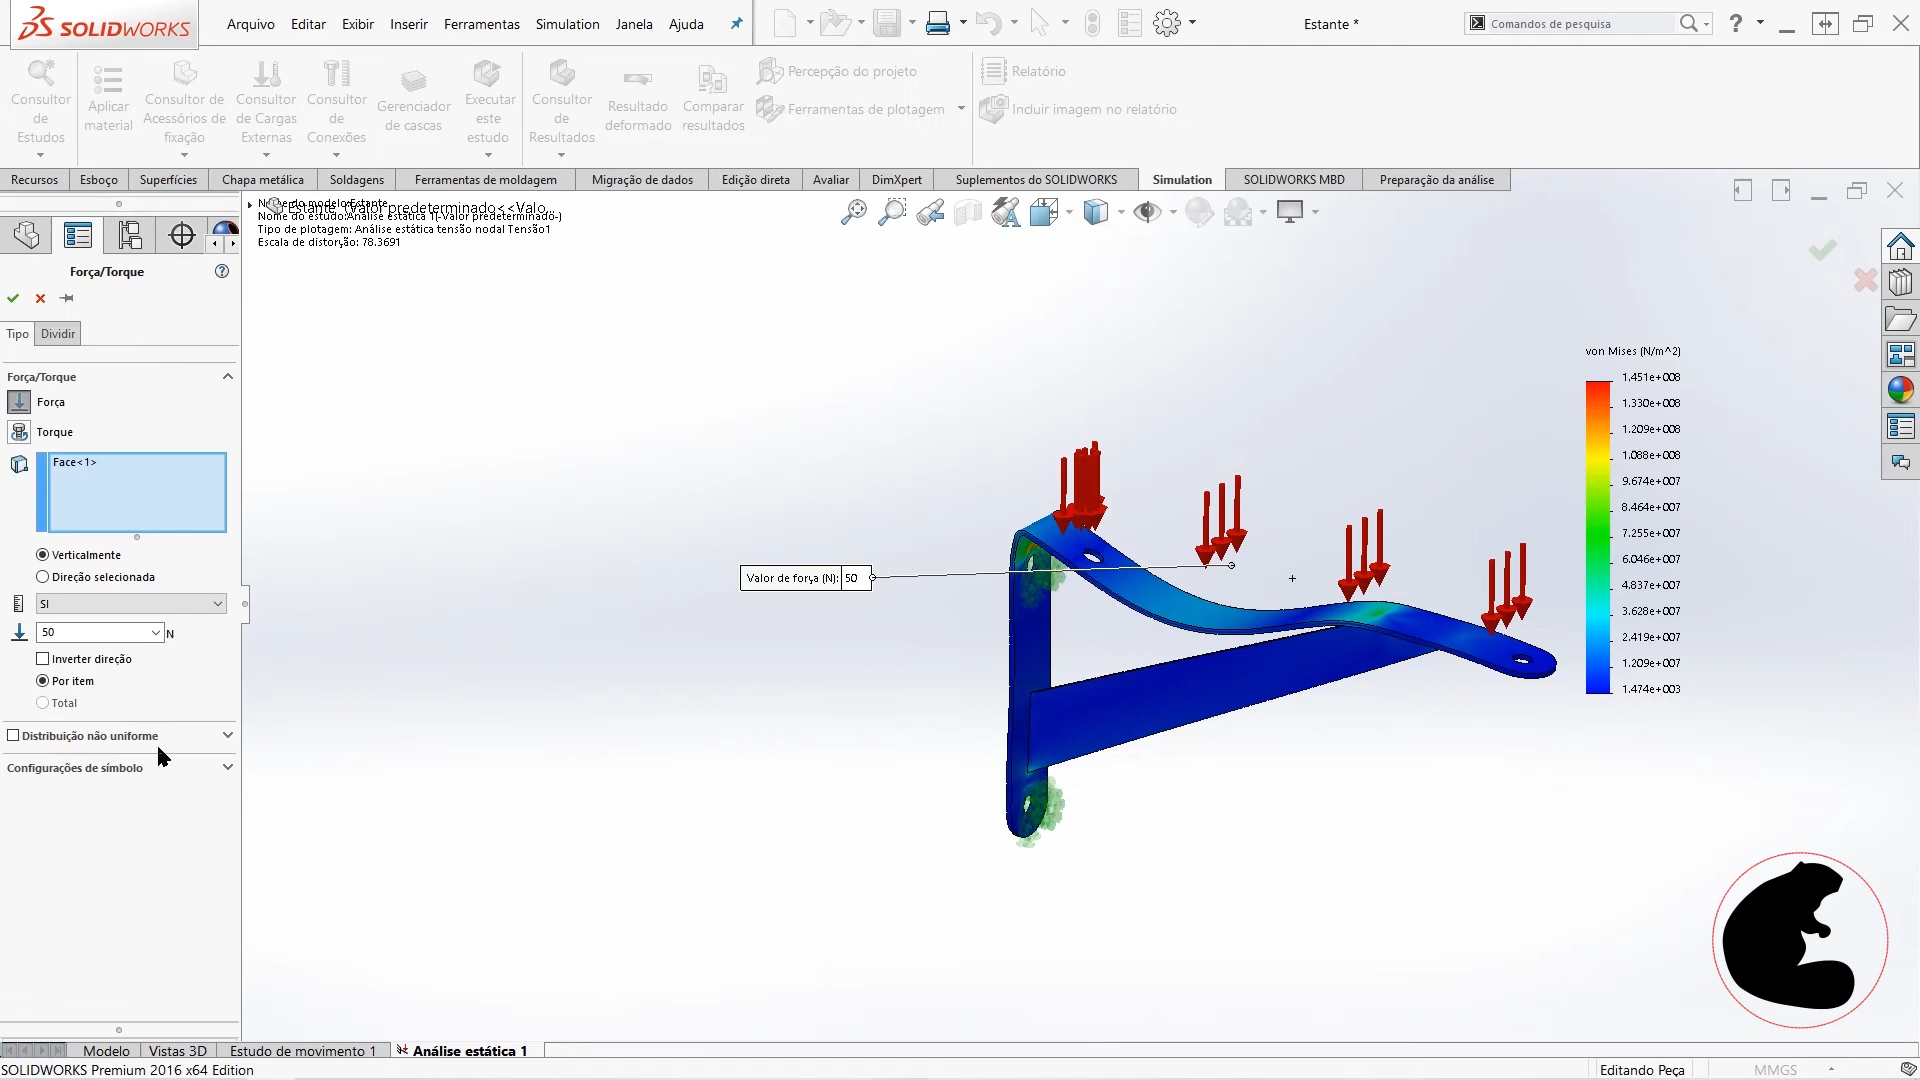 SOLIDWORKS
Arquivo Editar Exibir Inserir Ferramentas Simulation Janela Ajuda
Estante *
Comandos de pesquisa
?
Consultor de Estudos
Aplicar material
Consultor de Acessórios de fixação
Consultor de Cargas Externas
Consultor de Conexões
Gerenciador de cascas
Executar este estudo
Consultor de Resultados
Resultado deformado
Comparar resultados
Percepção do projeto
Ferramentas de plotagem
Relatório
Incluir imagem no relatório
Recursos Esboço Superfícies Chapa metálica Soldagens Ferramentas de moldagem Migração de dados Edição direta Avaliar DimXpert Suplementos do SOLIDWORKS Simulation SOLIDWORKS MBD Preparação da análise
Nome do modelo:Estante
Estante (Valor predeterminado<<Valo...
Nome do estudo:Análise estática 1(-Valor predeterminado-)
Tipo de plotagem: Análise estática tensão nodal Tensão1
Escala de distorção: 78.3691
Força/Torque
Tipo Dividir
Força/Torque
Força
Torque
Face<1>
Verticalmente
Direção selecionada
SI
50 N
Inverter direção
Por item
Total
Distribuição não uniforme
Configurações de símbolo
Valor de força (N): 50
von Mises (N/m^2)
1.451e+008
1.330e+008
1.209e+008
1.088e+008
9.674e+007
8.464e+007
7.255e+007
6.046e+007
4.837e+007
3.628e+007
2.419e+007
1.209e+007
1.474e+003
Modelo Vistas 3D Estudo de movimento 1 Análise estática 1
SOLIDWORKS Premium 2016 x64 Edition
Editando Peça MMGS